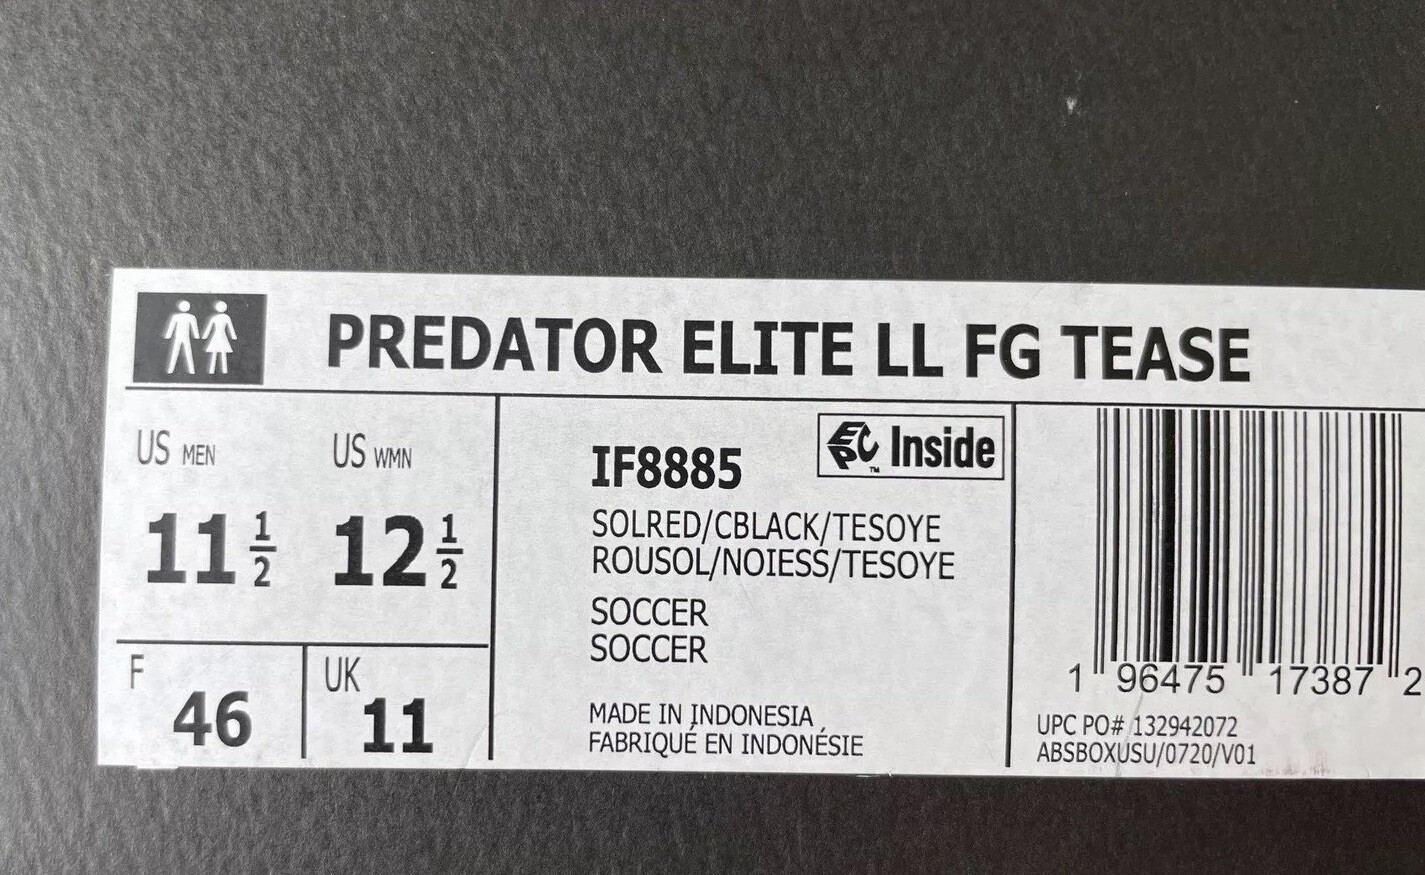 PREDATOR ELITE LL FG TEASE
US MEN
11 1/2
US WMN
12 1/2
F
46
UK
11
IF8885
EPC™ Inside
SOLRED/CBLACK/TESOYE
ROUSOL/NOIESS/TESOYE
SOCCER
SOCCER
MADE IN INDONESIA
FABRIQUÉ EN INDONÉSIE
1 96475 17387 2
UPC PO# 132942072
ABSBOXUSU/0720/V01